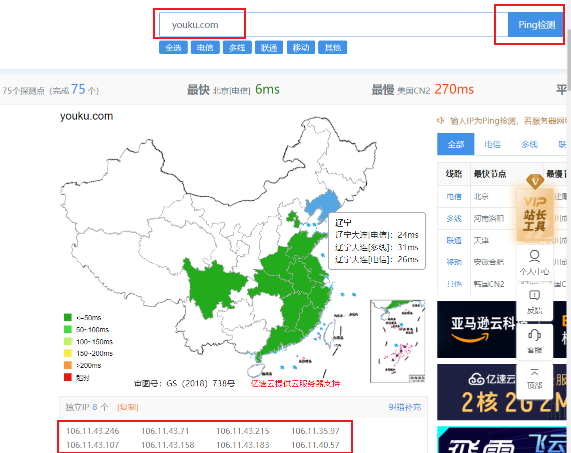 youku.com
Ping检测
全选 电信 多线 联通 移动 其他
75个探测点（完成 75 个） 最快 北京[电信] 6ms 最慢 美国CN2 270ms 平
youku.com
输入IP为Ping检测，若服务器网
全部 电信 多线 联
线路 最快节点 最慢节
电信 北京
多线 河南洛阳
联通 天津
移动 安徽合肥
其他 韩国CN2
辽宁
辽宁大连[电信]：24ms
辽宁大连[多线]：31ms
辽宁大连[电信]：26ms
VIP
站长
工具
个人中心
反馈
客服
顶部
<=50ms
50~100ms
100~150ms
150~200ms
>200ms
超时
审图号：GS（2018）738号 亿速云提供云服务器支持
亚马逊云科
亿速云
2核 2G 2M
飞雪 飞
独立IP 8 个 [复制] 纠错补充
106.11.43.246 106.11.43.71 106.11.43.215 106.11.35.97
106.11.43.107 106.11.43.158 106.11.43.183 106.11.40.57